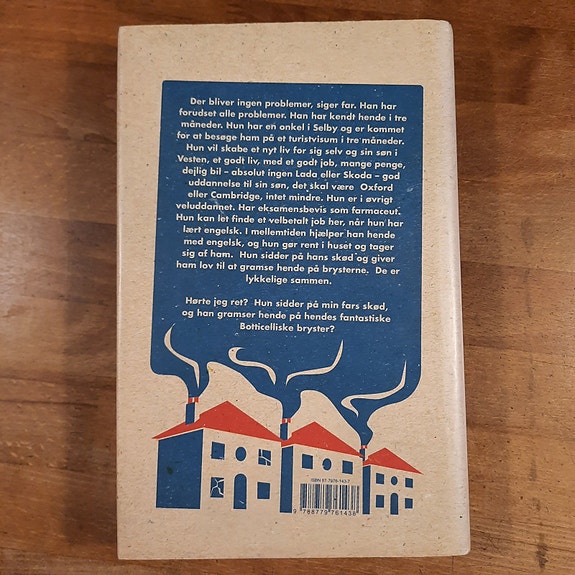 Der bliver ingen problemer, siger far. Han har
forudset alle problemer. Han har kendt hende i tre
måneder. Hun har en onkel i Selby og er kommet
for at besøge ham på et turistvisum i tre måneder.
Hun vil skabe et nyt liv for sig selv og sin søn i
Vesten, et godt liv, med et godt job, mange penge,
dejlig bil – absolut ingen Lada eller Skoda – god
uddannelse til sin søn, det skal være Oxford
eller Cambridge, intet mindre. Hun er i øvrigt
veluddannet. Har eksamensbevis som farmaceut.
Hun kan let finde et velbetalt job her, når hun har
lært engelsk. I mellemtiden hjælper han hende
med engelsk, og hun gør rent i huset og tager
sig af ham. Hun sidder på hans skød og giver
ham lov til at gramse hende på brysterne. De er
lykkelige sammen.
Hørte jeg ret? Hun sidder på min fars skød,
og han gramser hende på hendes fantastiske
Botticelliske bryster?
ISBN 87-7976-143-7
9 788779 761438